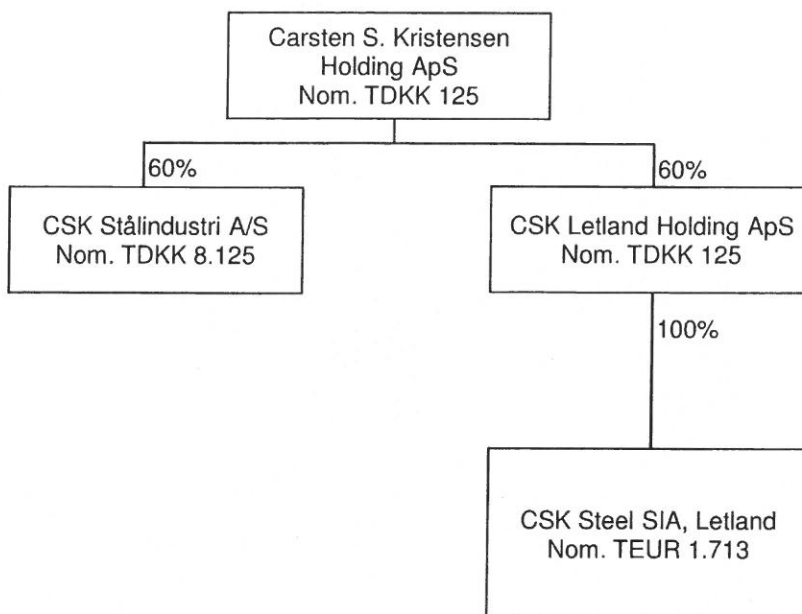 Carsten S. Kristensen
Holding ApS
Nom. TDKK 125
60%
60%
CSK Stålindustri A/S
Nom. TDKK 8.125
CSK Letland Holding ApS
Nom. TDKK 125
100%
CSK Steel SIA, Letland
Nom. TEUR 1.713